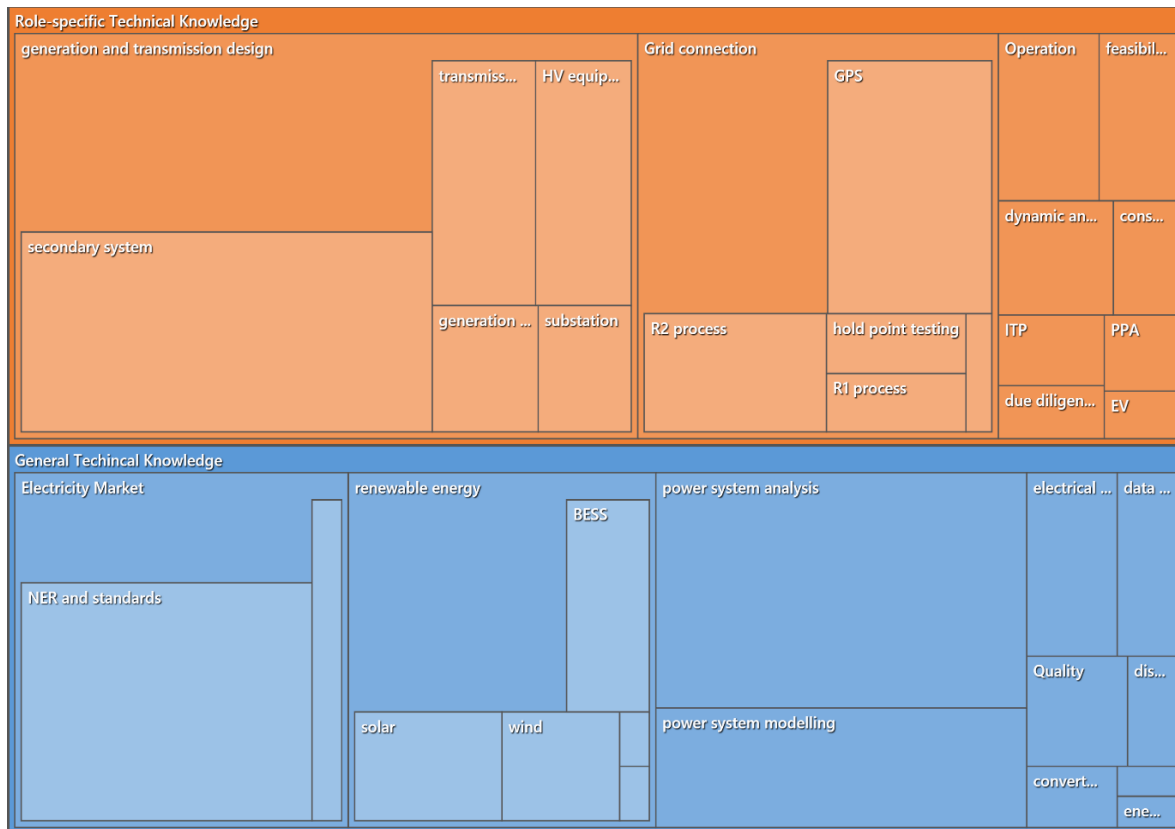 Role-specific Technical Knowledge
generation and transmission design
transmiss...
HV equip...
secondary system
generation ...
substation
Grid connection
GPS
R2 process
hold point testing
R1 process
Operation
feasibil...
dynamic an...
cons...
ITP
PPA
due diligen...
EV
General Techincal Knowledge
Electricity Market
NER and standards
renewable energy
BESS
solar
wind
power system analysis
power system modelling
electrical ...
data ...
Quality
dis...
convert...
ene...